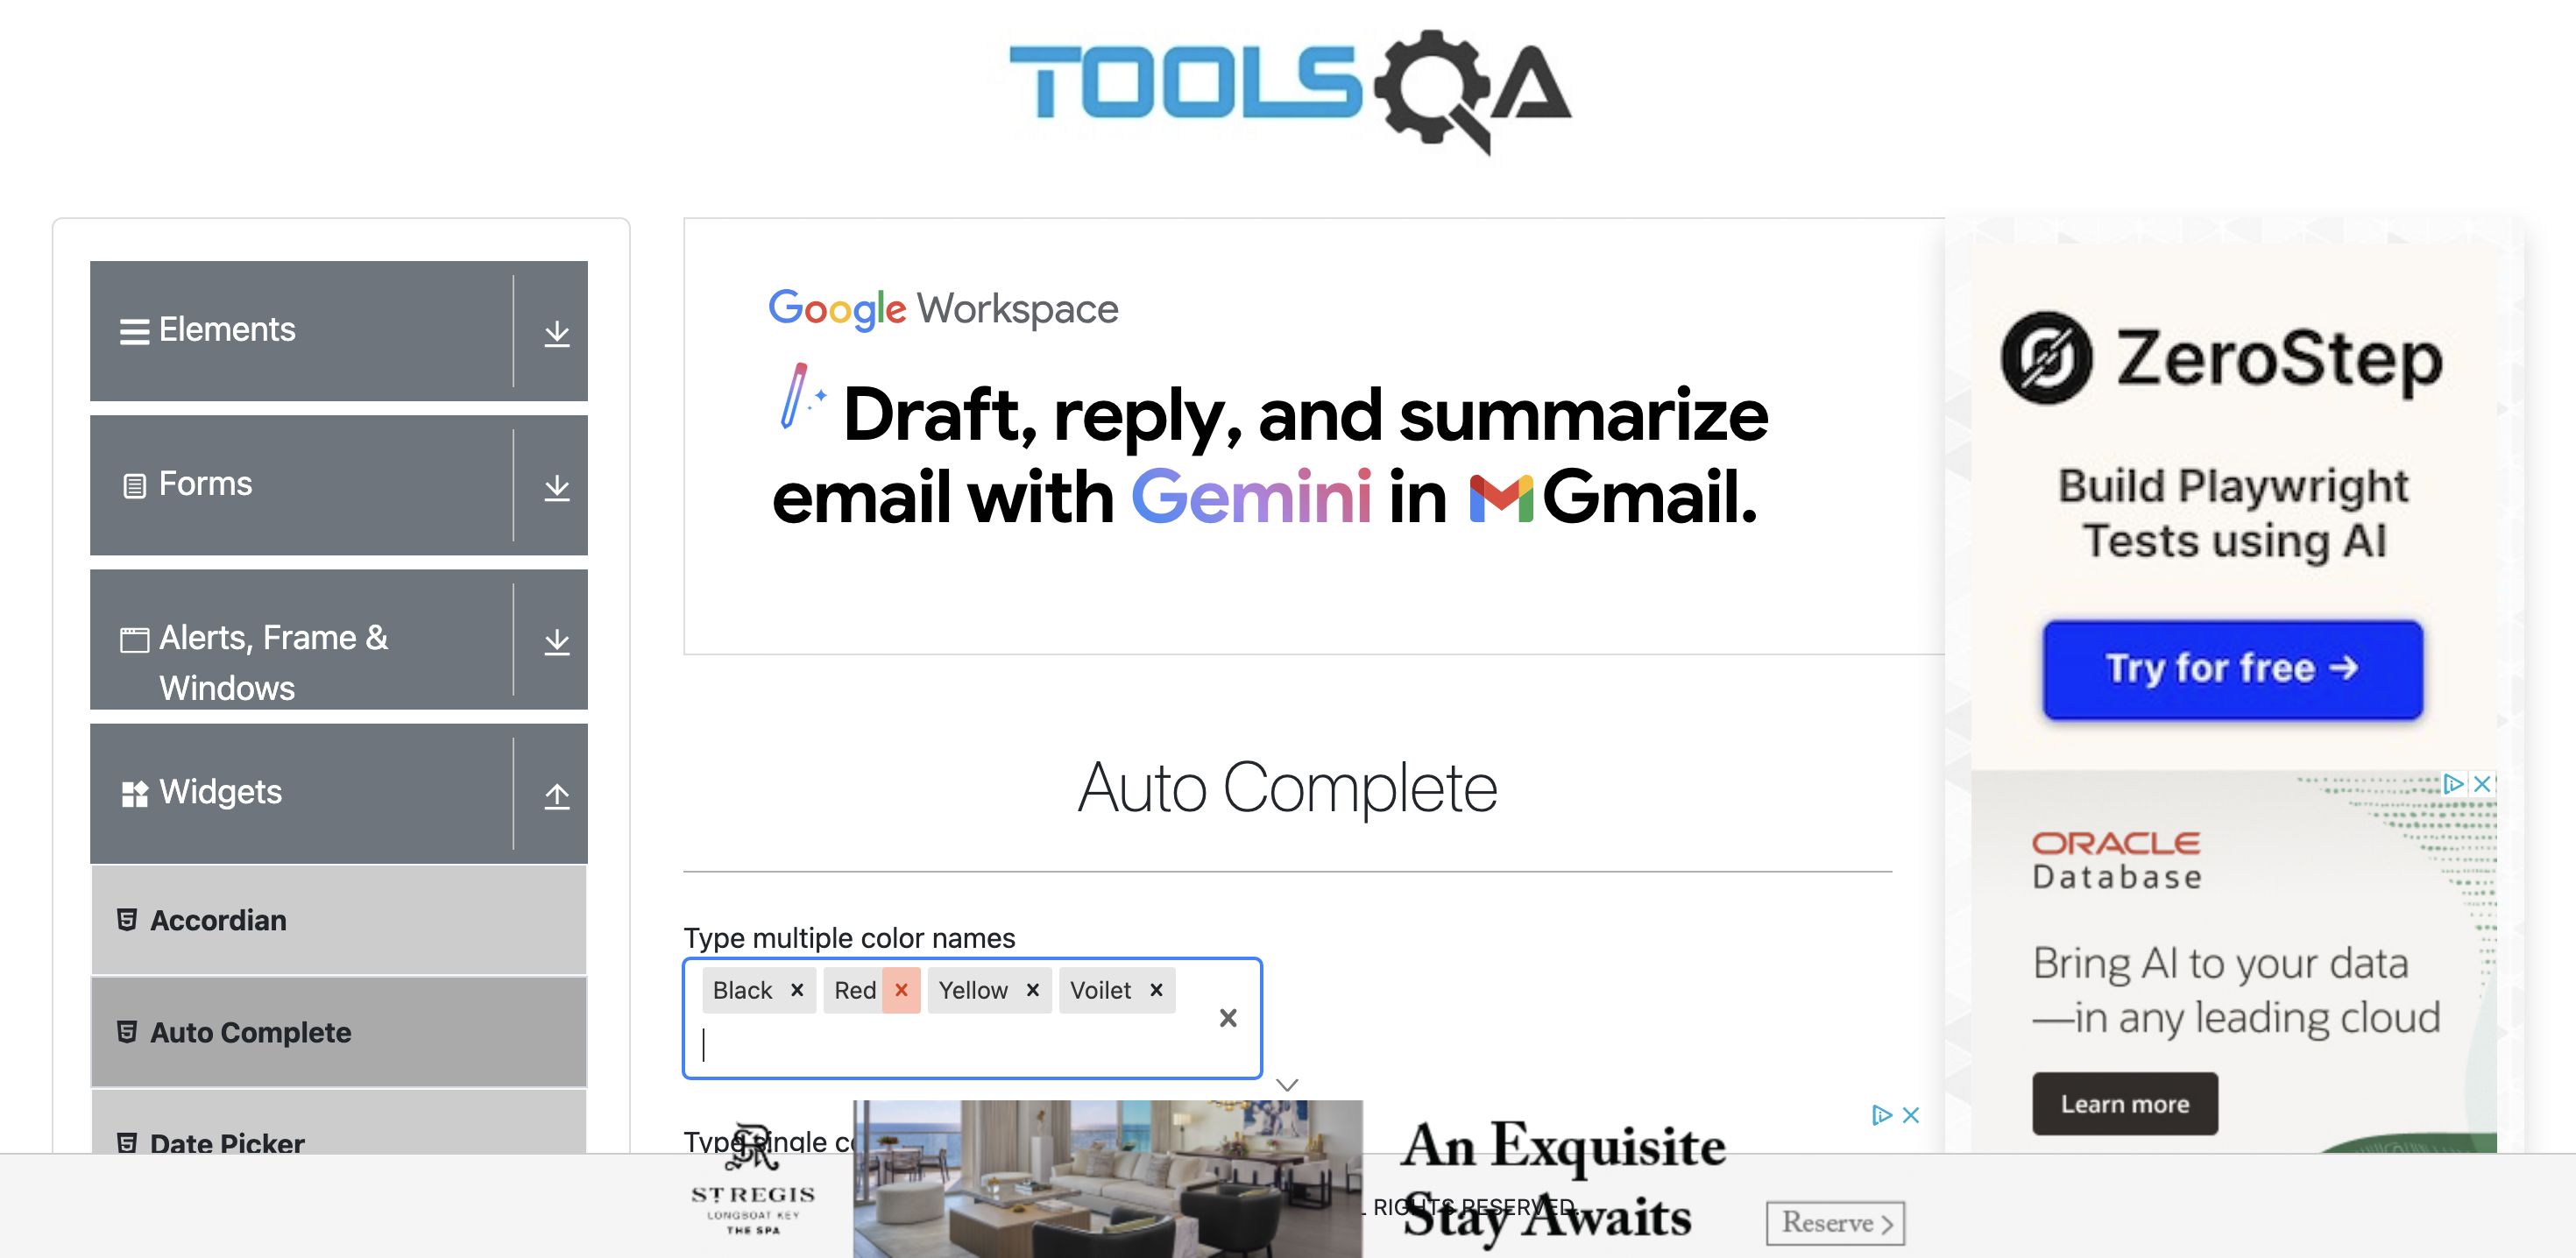 TOOLSQA
Elements
Forms
Alerts, Frame &
Windows
Widgets
Accordian
Auto Complete
Date Picker
Google Workspace
Draft, reply, and summarize
email with Gemini in Gmail.
Auto Complete
Type multiple color names
Black
Red
Yellow
Voilet
Type single
ZeroStep
Build Playwright
Tests using AI
Try for free →
ORACLE
Database
Bring AI to your data
—in any leading cloud
Learn more
ST REGIS
LONGBOAT KEY
THE SPA
An Exquisite
Stay Awaits
RIGHTS RESERVED.
Reserve >